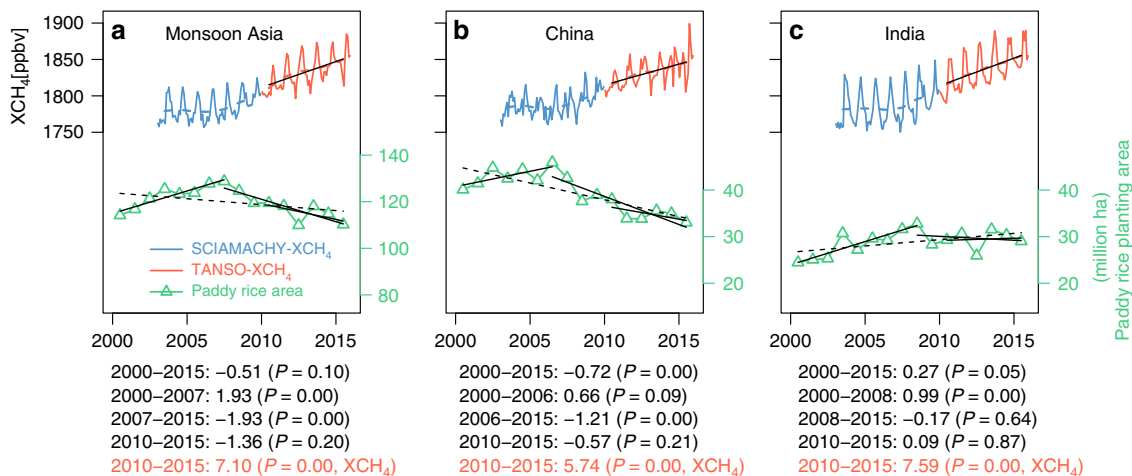 a Monsoon Asia
b China
c India
XCH4[ppbv]
1900
1850
1800
1750
140
120
100
80
40
30
20
40
30
20
Paddy rice planting area
(million ha)
SCIAMACHY-XCH4
TANSO-XCH4
Paddy rice area
2000 2005 2010 2015
2000 2005 2010 2015
2000 2005 2010 2015
2000–2015: −0.51 (P = 0.10)
2000–2007: 1.93 (P = 0.00)
2007–2015: −1.93 (P = 0.00)
2010–2015: −1.36 (P = 0.20)
2010–2015: 7.10 (P = 0.00, XCH4)
2000–2015: −0.72 (P = 0.00)
2000–2006: 0.66 (P = 0.09)
2006–2015: −1.21 (P = 0.00)
2010–2015: −0.57 (P = 0.21)
2010–2015: 5.74 (P = 0.00, XCH4)
2000–2015: 0.27 (P = 0.05)
2000–2008: 0.99 (P = 0.00)
2008–2015: −0.17 (P = 0.64)
2010–2015: 0.09 (P = 0.87)
2010–2015: 7.59 (P = 0.00, XCH4)